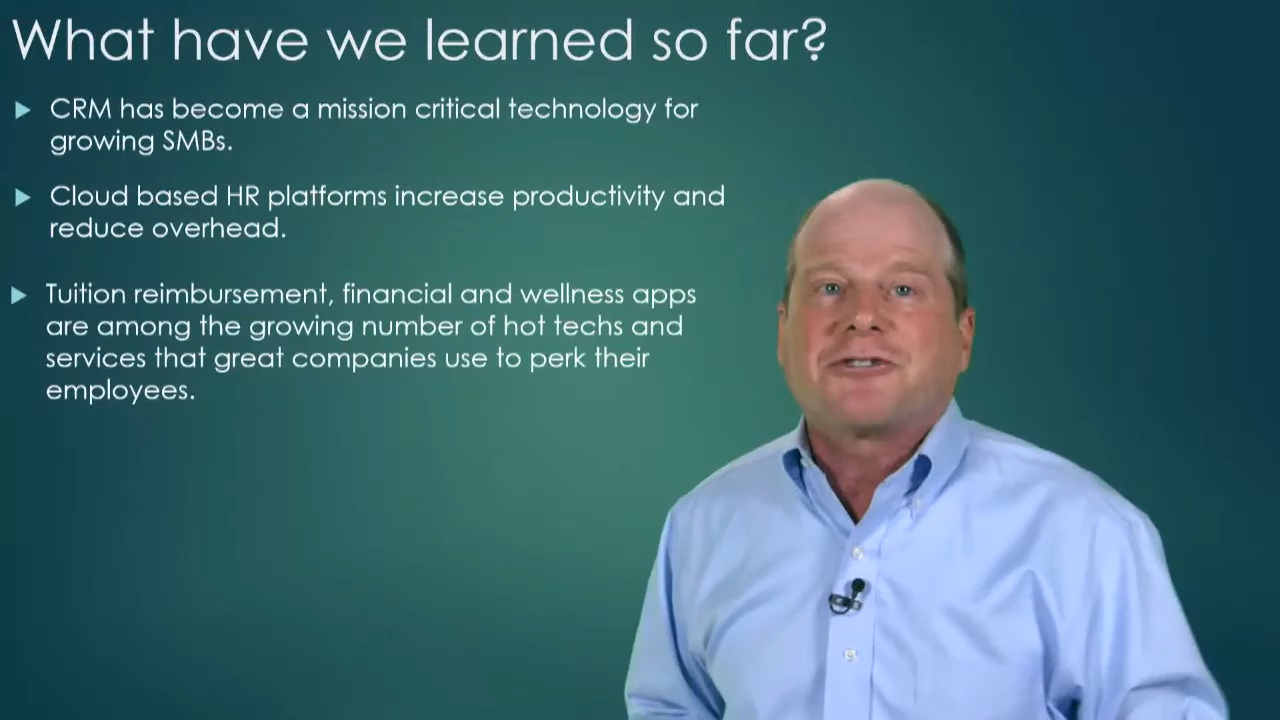 What have we learned so far?
CRM has become a mission critical technology for
growing SMBs.
Cloud based HR platforms increase productivity and
reduce overhead.
Tuition reimbursement, financial and wellness apps
are among the growing number of hot techs and
services that great companies use to perk their
employees.